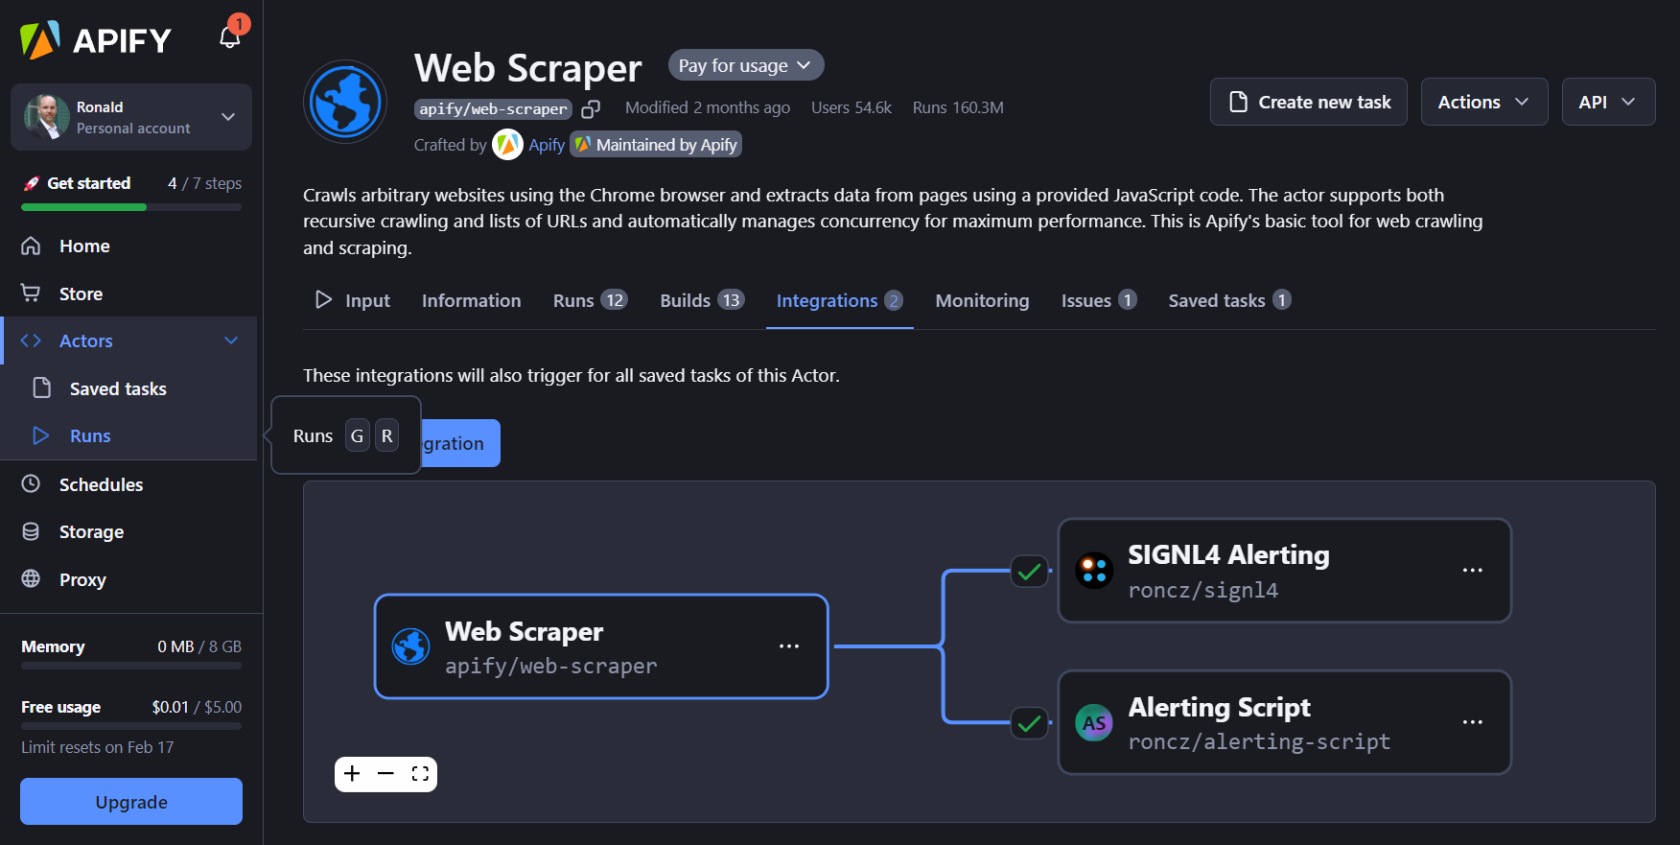 APIFY
1
Ronald
Personal account
Get started 4 / 7 steps
Home
Store
Actors
Saved tasks
Runs
Schedules
Storage
Proxy
Memory 0 MB / 8 GB
Free usage $0.01 / $5.00
Limit resets on Feb 17
Upgrade
Web Scraper Pay for usage
apify/web-scraper Modified 2 months ago Users 54.6k Runs 160.3M
Crafted by Apify Maintained by Apify
Create new task Actions API
Crawls arbitrary websites using the Chrome browser and extracts data from pages using a provided JavaScript code. The actor supports both
recursive crawling and lists of URLs and automatically manages concurrency for maximum performance. This is Apify's basic tool for web crawling
and scraping.
Input Information Runs 12 Builds 13 Integrations 2 Monitoring Issues 1 Saved tasks 1
These integrations will also trigger for all saved tasks of this Actor.
Runs G R gration
Web Scraper
apify/web-scraper
SIGNL4 Alerting
roncz/signl4
AS
Alerting Script
roncz/alerting-script